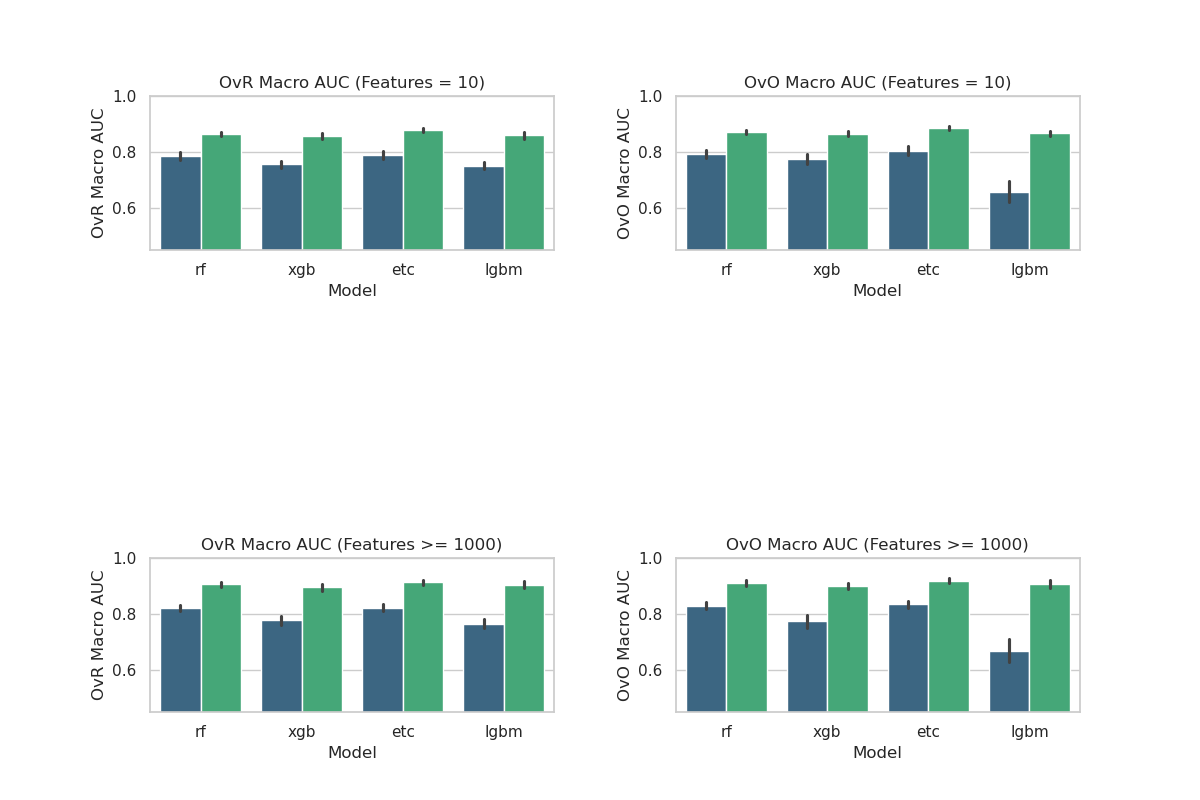 OvR Macro AUC (Features = 10)
OvR Macro AUC
1.0
0.8
0.6
rf xgb etc lgbm
Model
OvO Macro AUC (Features = 10)
OvO Macro AUC
1.0
0.8
0.6
rf xgb etc lgbm
Model
OvR Macro AUC (Features >= 1000)
OvR Macro AUC
1.0
0.8
0.6
rf xgb etc lgbm
Model
OvO Macro AUC (Features >= 1000)
OvO Macro AUC
1.0
0.8
0.6
rf xgb etc lgbm
Model